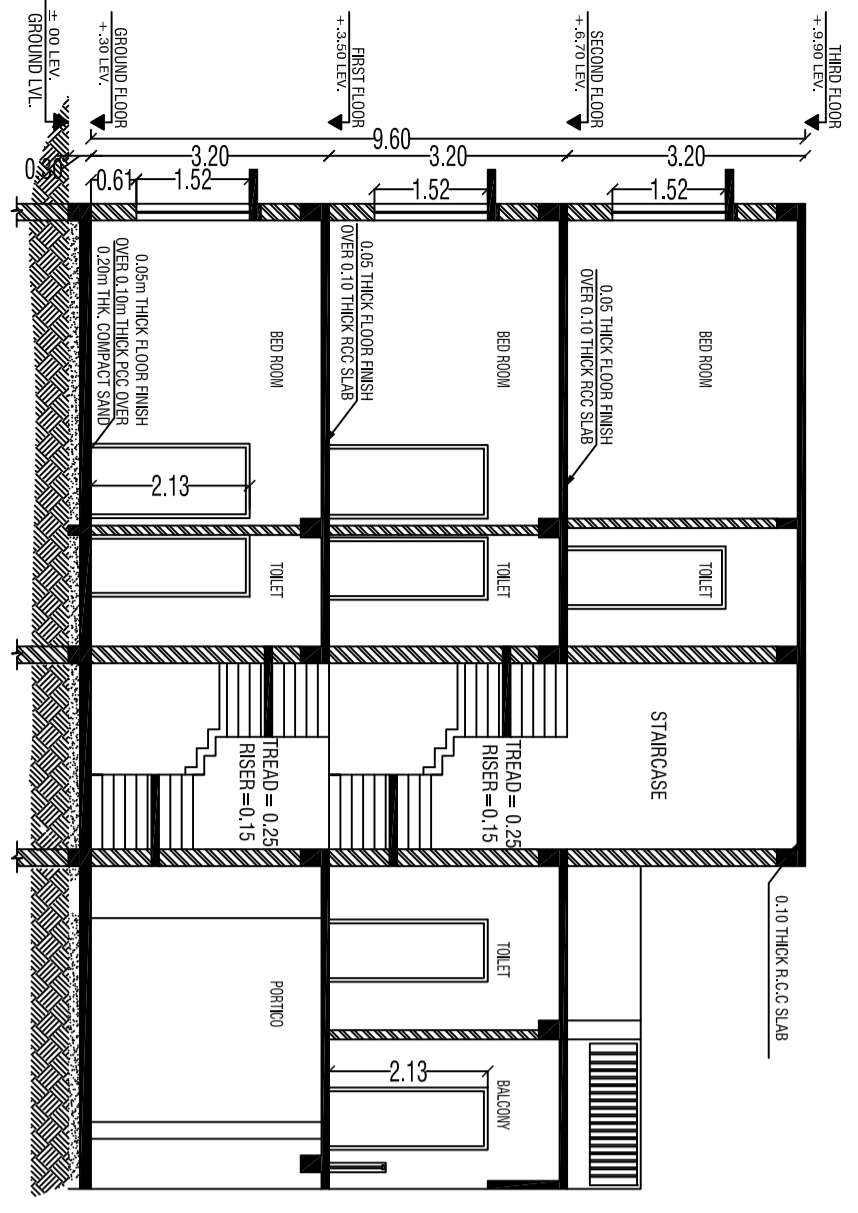 THIRD FLOOR
+.9.90 LEV.
SECOND FLOOR
+.6.70 LEV.
FIRST FLOOR
+.3.50 LEV.
GROUND FLOOR
+.30 LEV.
± 00 LEV.
GROUND LVL.
9.60
3.20
3.20
3.20
0.30
0.61
1.52
1.52
1.52
BED ROOM
0.05 THICK FLOOR FINISH
OVER 0.10 THICK RCC SLAB
TOILET
STAIRCASE
0.10 THICK R.C.C SLAB
BED ROOM
0.05 THICK FLOOR FINISH
OVER 0.10 THICK RCC SLAB
TOILET
TREAD= 0.25
RISER=0.15
TOILET
BALCONY
2.13
BED ROOM
0.05m THICK FLOOR FINISH
OVER 0.10m THICK PCC OVER
0.20m THK. COMPACT SAND
2.13
TOILET
TREAD= 0.25
RISER=0.15
PORTICO